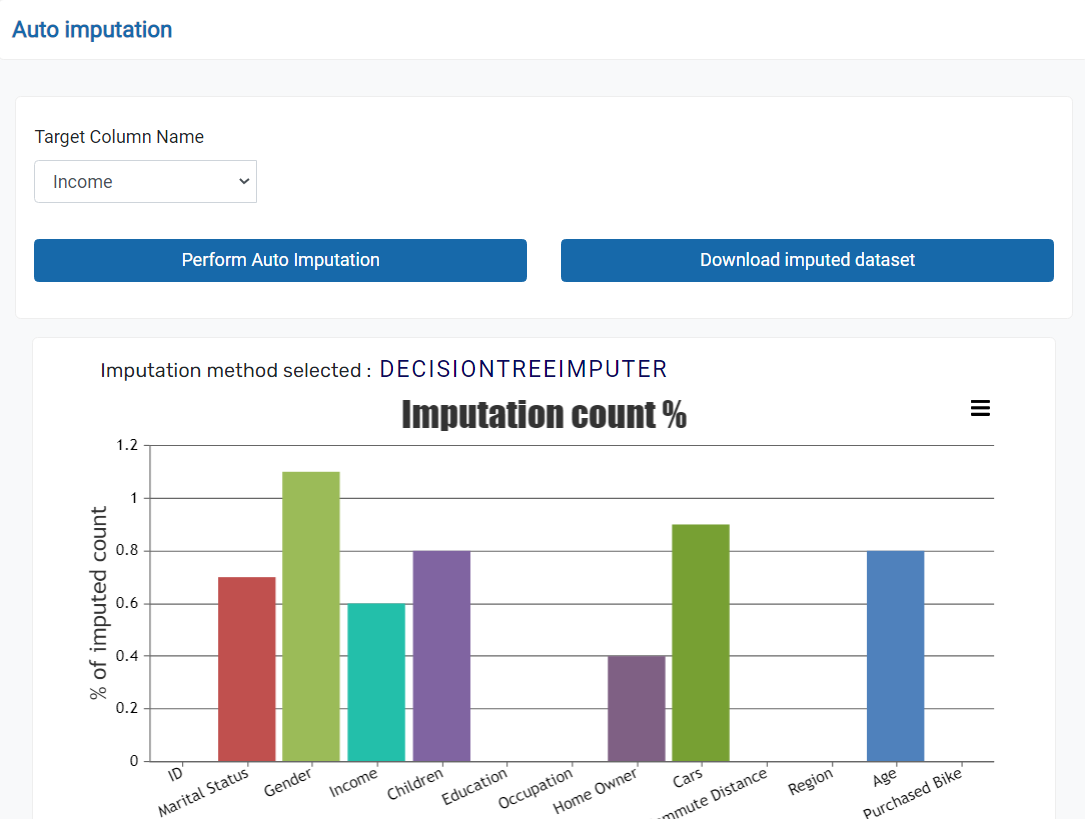 Auto imputation
Target Column Name
Income
Perform Auto Imputation
Download imputed dataset
Imputation method selected : DECISIONTREEIMPUTER
Imputation count %
% of imputed count
1.2
1
0.8
0.6
0.4
0.2
0
ID
Marital Status
Gender
Income
Children
Education
Occupation
Home Owner
Cars
Distance
Region
Age
Purchased Bike